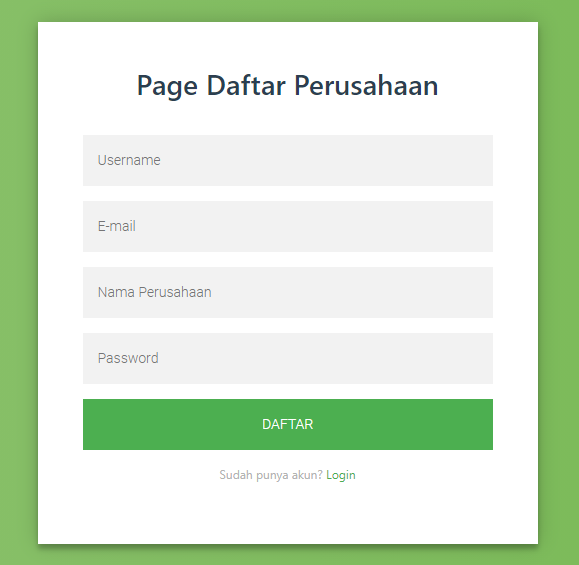 Page Daftar Perusahaan
Username
E-mail
Nama Perusahaan
Password
DAFTAR
Sudah punya akun? Login